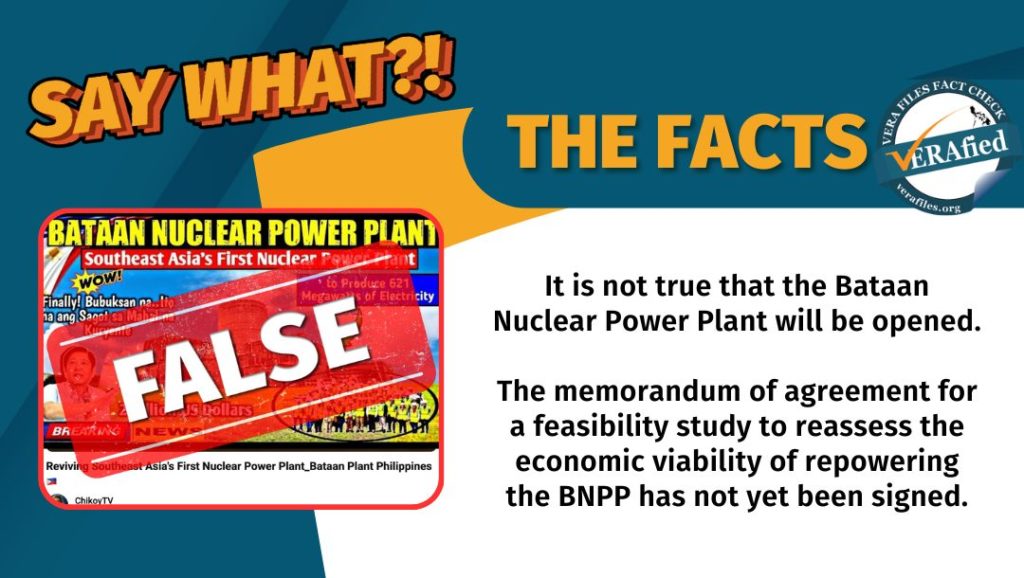 SAY WHAT?!
THE FACTS
VERA FILES FACT CHECK
VERAfied
verafiles.org
BATAAN NUCLEAR POWER PLANT
Southeast Asia's First Nuclear Power Plant
WOW!
to Produce 621
Megawatts of Electricity
Finally! Bubuksan na Ito
na ang Sagot sa Mahal na
Kuryente
FALSE
Dollars
BREAKING NEWS
Reviving Southeast Asia's First Nuclear Power Plant_Bataan Plant Philippines
ChikoyTV
It is not true that the Bataan
Nuclear Power Plant will be opened.
The memorandum of agreement for
a feasibility study to reassess the
economic viability of repowering
the BNPP has not yet been signed.